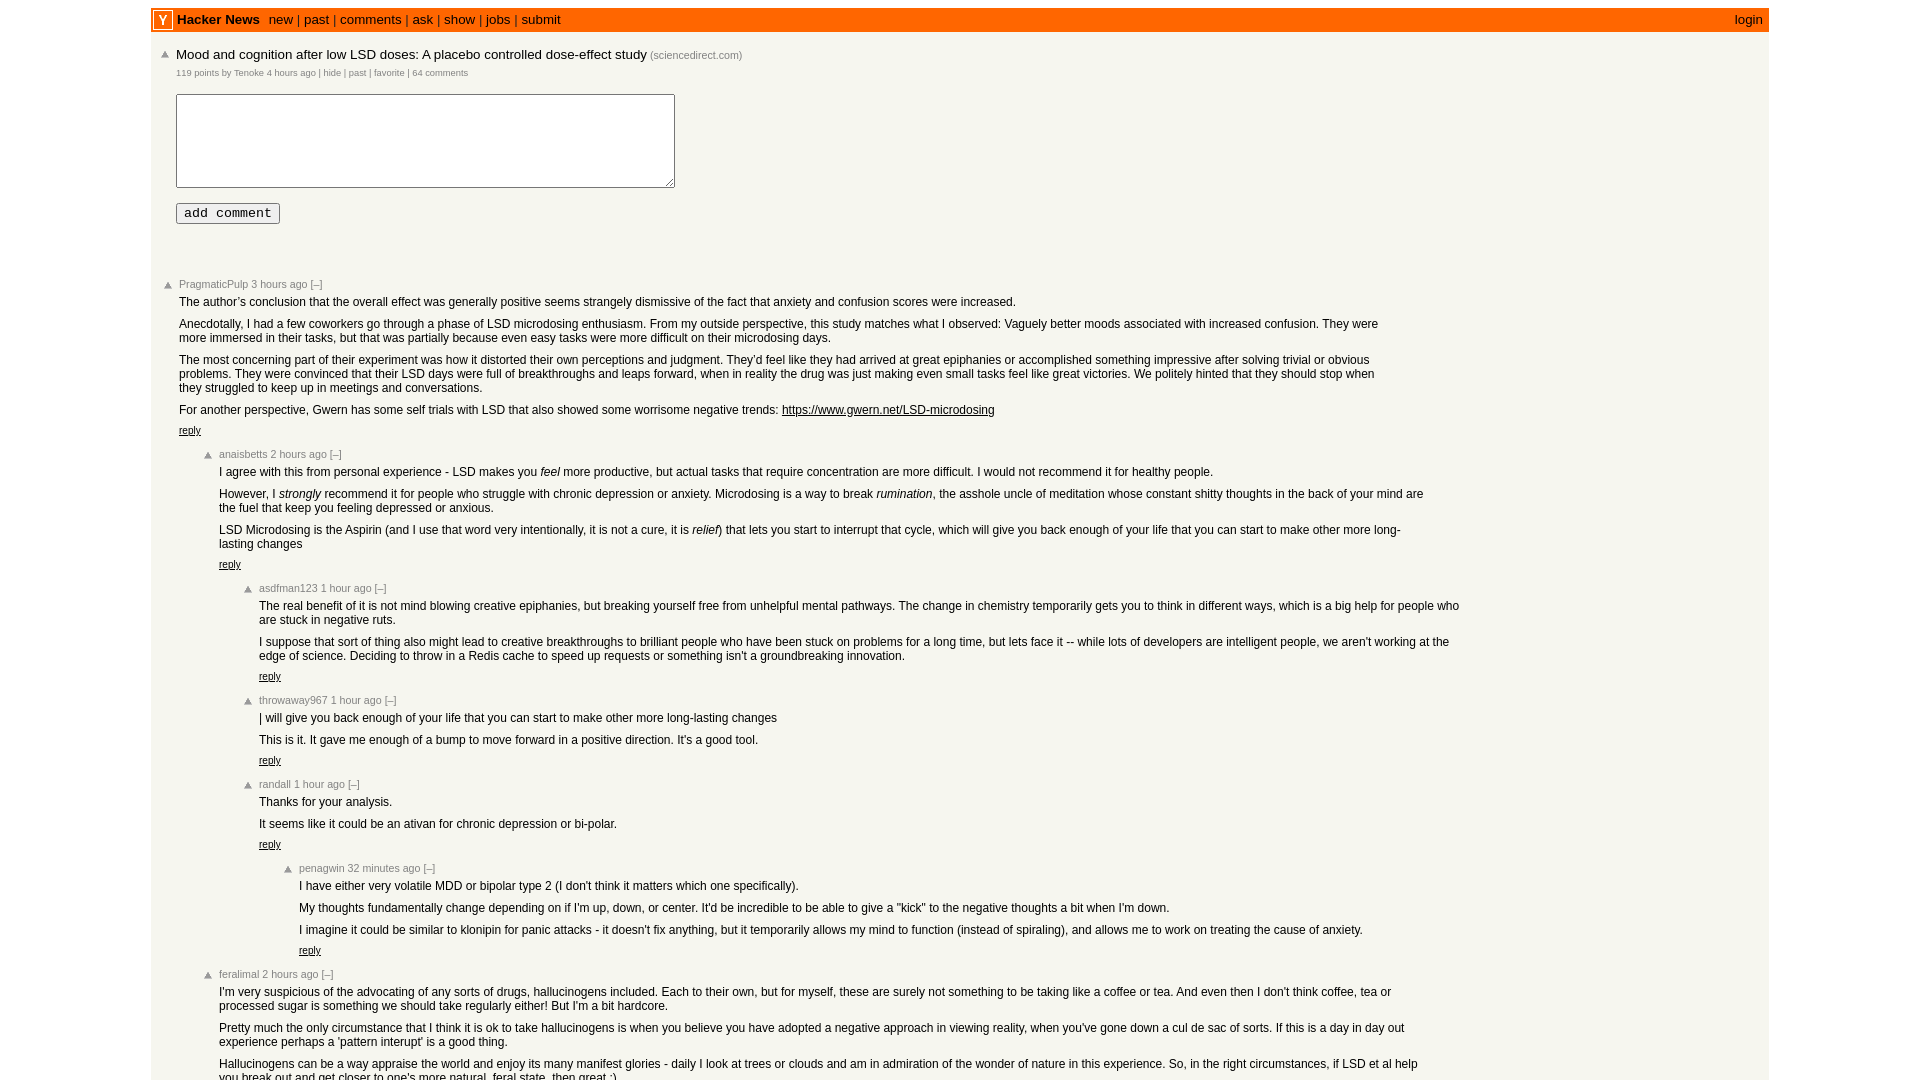 Y Hacker News new | past | comments | ask | show | jobs | submit login
Mood and cognition after low LSD doses: A placebo controlled dose-effect study (sciencedirect.com)
119 points by Tenoke 4 hours ago | hide | past | favorite | 64 comments
add comment
PragmaticPulp 3 hours ago [–]
The author’s conclusion that the overall effect was generally positive seems strangely dismissive of the fact that anxiety and confusion scores were increased.
Anecdotally, I had a few coworkers go through a phase of LSD microdosing enthusiasm. From my outside perspective, this study matches what I observed: Vaguely better moods associated with increased confusion. They were
more immersed in their tasks, but that was partially because even easy tasks were more difficult on their microdosing days.
The most concerning part of their experiment was how it distorted their own perceptions and judgment. They’d feel like they had arrived at great epiphanies or accomplished something impressive after solving trivial or obvious
problems. They were convinced that their LSD days were full of breakthroughs and leaps forward, when in reality the drug was just making even small tasks feel like great victories. We politely hinted that they should stop when
they struggled to keep up in meetings and conversations.
For another perspective, Gwern has some self trials with LSD that also showed some worrisome negative trends: https://www.gwern.net/LSD-microdosing
reply
anaisbetts 2 hours ago [–]
I agree with this from personal experience - LSD makes you feel more productive, but actual tasks that require concentration are more difficult. I would not recommend it for healthy people.
However, I strongly recommend it for people who struggle with chronic depression or anxiety. Microdosing is a way to break rumination, the asshole uncle of meditation whose constant shitty thoughts in the back of your mind are
the fuel that keep you feeling depressed or anxious.
LSD Microdosing is the Aspirin (and I use that word very intentionally, it is not a cure, it is relief) that lets you start to interrupt that cycle, which will give you back enough of your life that you can start to make other more long-
lasting changes
reply
asdfman123 1 hour ago [–]
The real benefit of it is not mind blowing creative epiphanies, but breaking yourself free from unhelpful mental pathways. The change in chemistry temporarily gets you to think in different ways, which is a big help for people who
are stuck in negative ruts.
I suppose that sort of thing also might lead to creative breakthroughs to brilliant people who have been stuck on problems for a long time, but lets face it -- while lots of developers are intelligent people, we aren't working at the
edge of science. Deciding to throw in a Redis cache to speed up requests or something isn't a groundbreaking innovation.
reply
throwaway967 1 hour ago [–]
| will give you back enough of your life that you can start to make other more long-lasting changes
This is it. It gave me enough of a bump to move forward in a positive direction. It's a good tool.
reply
randall 1 hour ago [–]
Thanks for your analysis.
It seems like it could be an ativan for chronic depression or bi-polar.
reply
penagwin 32 minutes ago [–]
I have either very volatile MDD or bipolar type 2 (I don't think it matters which one specifically).
My thoughts fundamentally change depending on if I'm up, down, or center. It'd be incredible to be able to give a "kick" to the negative thoughts a bit when I'm down.
I imagine it could be similar to klonipin for panic attacks - it doesn't fix anything, but it temporarily allows my mind to function (instead of spiraling), and allows me to work on treating the cause of anxiety.
reply
feralimal 2 hours ago [–]
I'm very suspicious of the advocating of any sorts of drugs, hallucinogens included. Each to their own, but for myself, these are surely not something to be taking like a coffee or tea. And even then I don't think coffee, tea or
processed sugar is something we should take regularly either! But I'm a bit hardcore.
Pretty much the only circumstance that I think it is ok to take hallucinogens is when you believe you have adopted a negative approach in viewing reality, when you've gone down a cul de sac of sorts. If this is a day in day out
experience perhaps a 'pattern interupt' is a good thing.
Hallucinogens can be a way appraise the world and enjoy its many manifest glories - daily I look at trees or clouds and am in admiration of the wonder of nature in this experience. So, in the right circumstances, if LSD et al help
you break out and get closer to one's more natural, feral state, then great :)